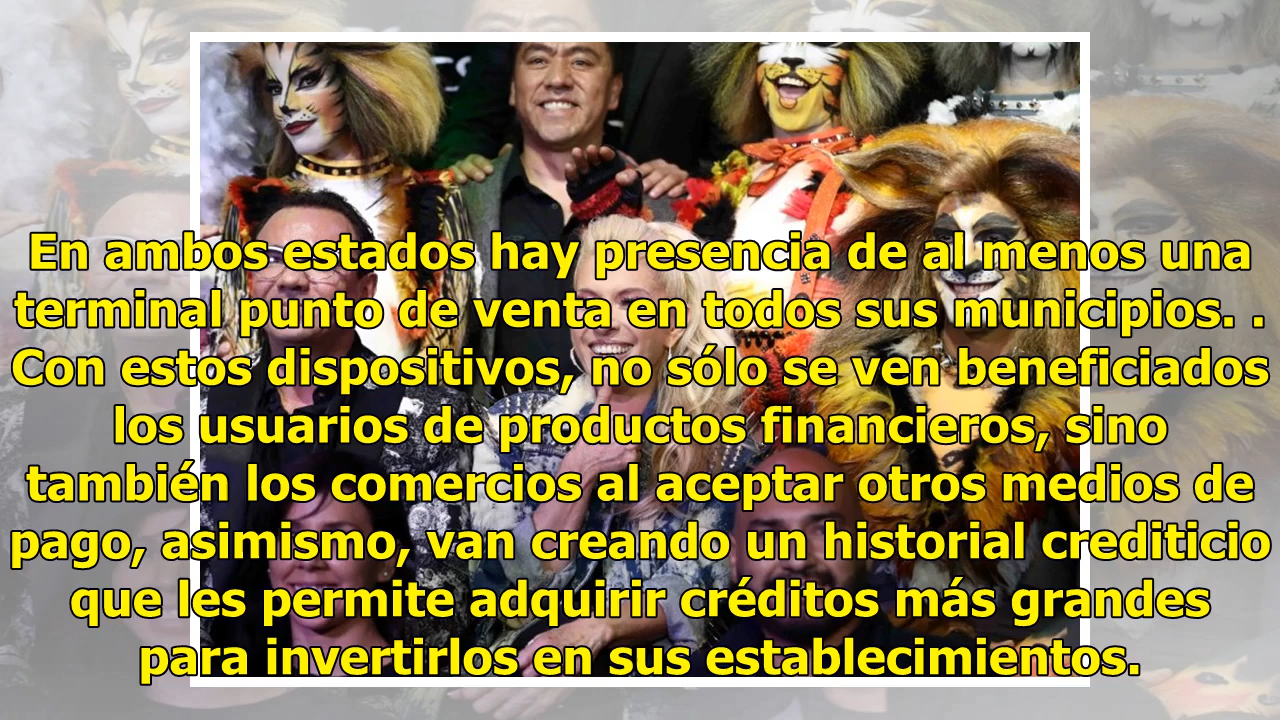 En ambos estados hay presencia de al menos una
terminal punto de venta en todos sus municipios. .
Con estos dispositivos, no sólo se ven beneficiados
los usuarios de productos financieros, sino
también los comercios al aceptar otros medios de
pago, asimismo, van creando un historial crediticio
que les permite adquirir créditos más grandes
para invertirlos en sus establecimientos.